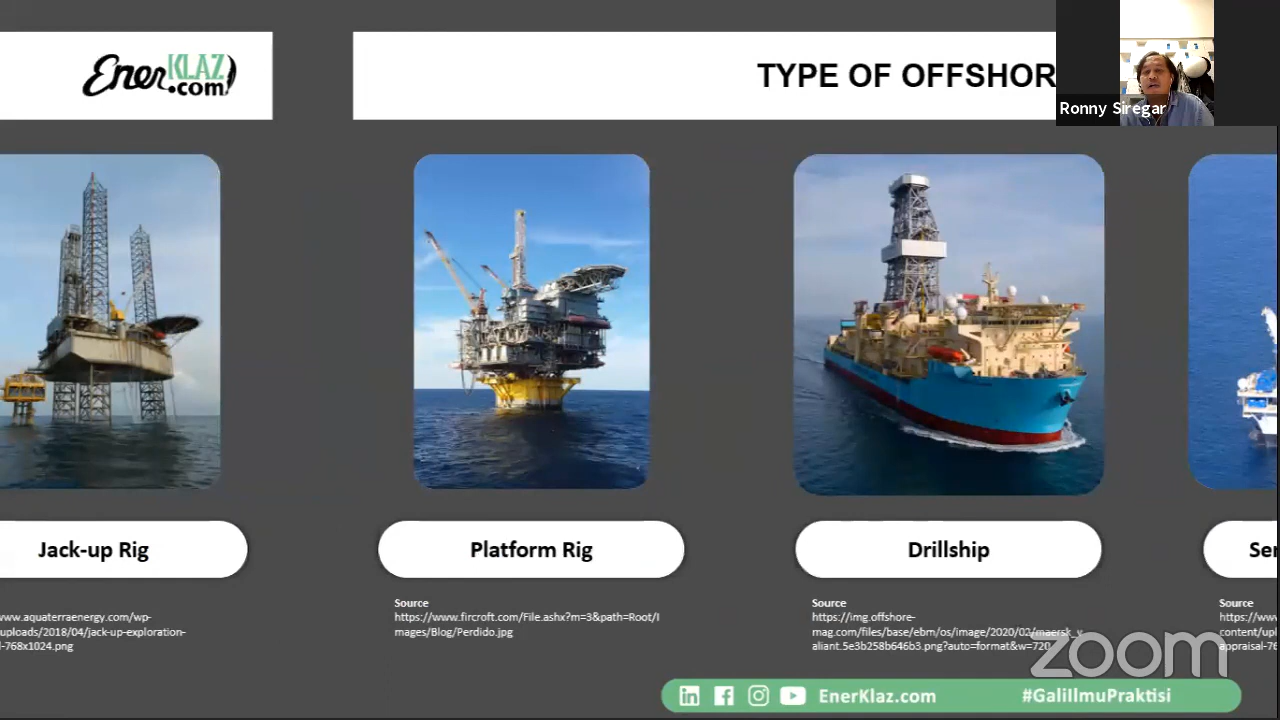 EnerKLAZ
.com
TYPE OF OFFSHOR
Ronny Siregar
Jack-up Rig
Platform Rig
Drillship
Source
https://www.fircroft.com/File.ashx?m=3&path=Root/I
mages/Blog/Perdido.jpg
Source
https://img.offshore-
mag.com/files/base/ebm/os/image/2020/02/maersk_v
aliant.5e3b258b646b3.png?auto=format&w=720
Source
https://ww
content/upl
appraisal-76
ww.aquaterraenergy.com/wp-
uploads/2018/04/jack-up-exploration-
l-768x1024.png
zoom
EnerKlaz.com
#GaliIlmuPraktisi